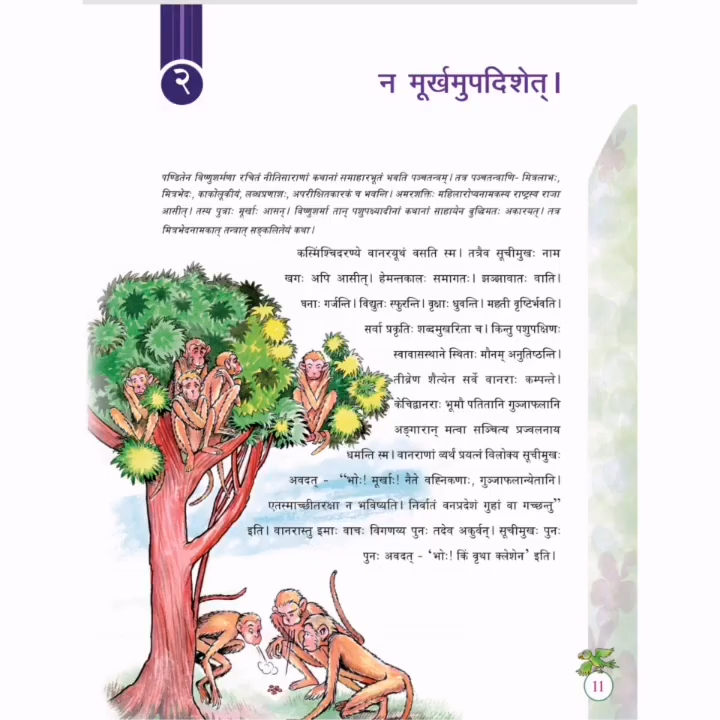 २
न मूर्खमुपदिशेत्।
पण्डितेन विष्णुशर्मणा रचितं नीतिसाराणां कथानां समाहारभूतं भवति पञ्चतन्त्रम्। तत्र पञ्चतन्त्राणि- मित्रलाभः,
मित्रभेदः, काकोलूकीयं, लब्धप्रणाशः, अपरीक्षितकारकं च भवन्ति। अमरशक्तिः महिलारोप्यनामकस्य राष्ट्रस्य राजा
आसीत्। तस्य पुत्राः मूर्खाः आसन्। विष्णुशर्मा तान् पशुपक्ष्यादीनां कथानां साहायेन बुद्धिमतः अकारयत्। तत्र
मित्रभेदनामकात् तन्त्रात् सङ्कलितेयं कथा।
कस्मिंश्चिदरण्ये वानरयूथं वसति स्म। तत्रैव सूचीमुखः नाम
खगः अपि आसीत्। हेमन्तकालः समागतः। झञ्झावातः वाति।
घनाः गर्जन्ति। विद्युतः स्फुरन्ति। वृक्षाः धुवन्ति। महती वृष्टिर्भवति।
सर्वा प्रकृतिः शब्दमुखरिता च। किन्तु पशुपक्षिणः
स्वावासस्थाने स्थिताः मौनम् अनुतिष्ठन्ति।
तीव्रेण शैत्येन सर्वे वानराः कम्पन्ते।
केचिद्वानराः भूमौ पतितानि गुञ्जाफलानि
अङ्गारान् मत्वा सञ्चित्य प्रज्वलनाय
धमन्ति स्म। वानराणां व्यर्थं प्रयत्नं विलोक्य सूचीमुखः
अवदत् - “भोः! मूर्खाः! नैते वह्निकणाः, गुञ्जाफलान्येतानि।
एतस्माच्छीतरक्षा न भविष्यति। निर्वातं वनप्रदेशं गुहां वा गच्छन्तु”
इति। वानरास्तु इमाः वाचः विगणय्य पुनः तदेव अकुर्वन्। सूचीमुखः पुनः
पुनः अवदत् - ‘भोः! किं वृथा क्लेशेन’ इति।
11